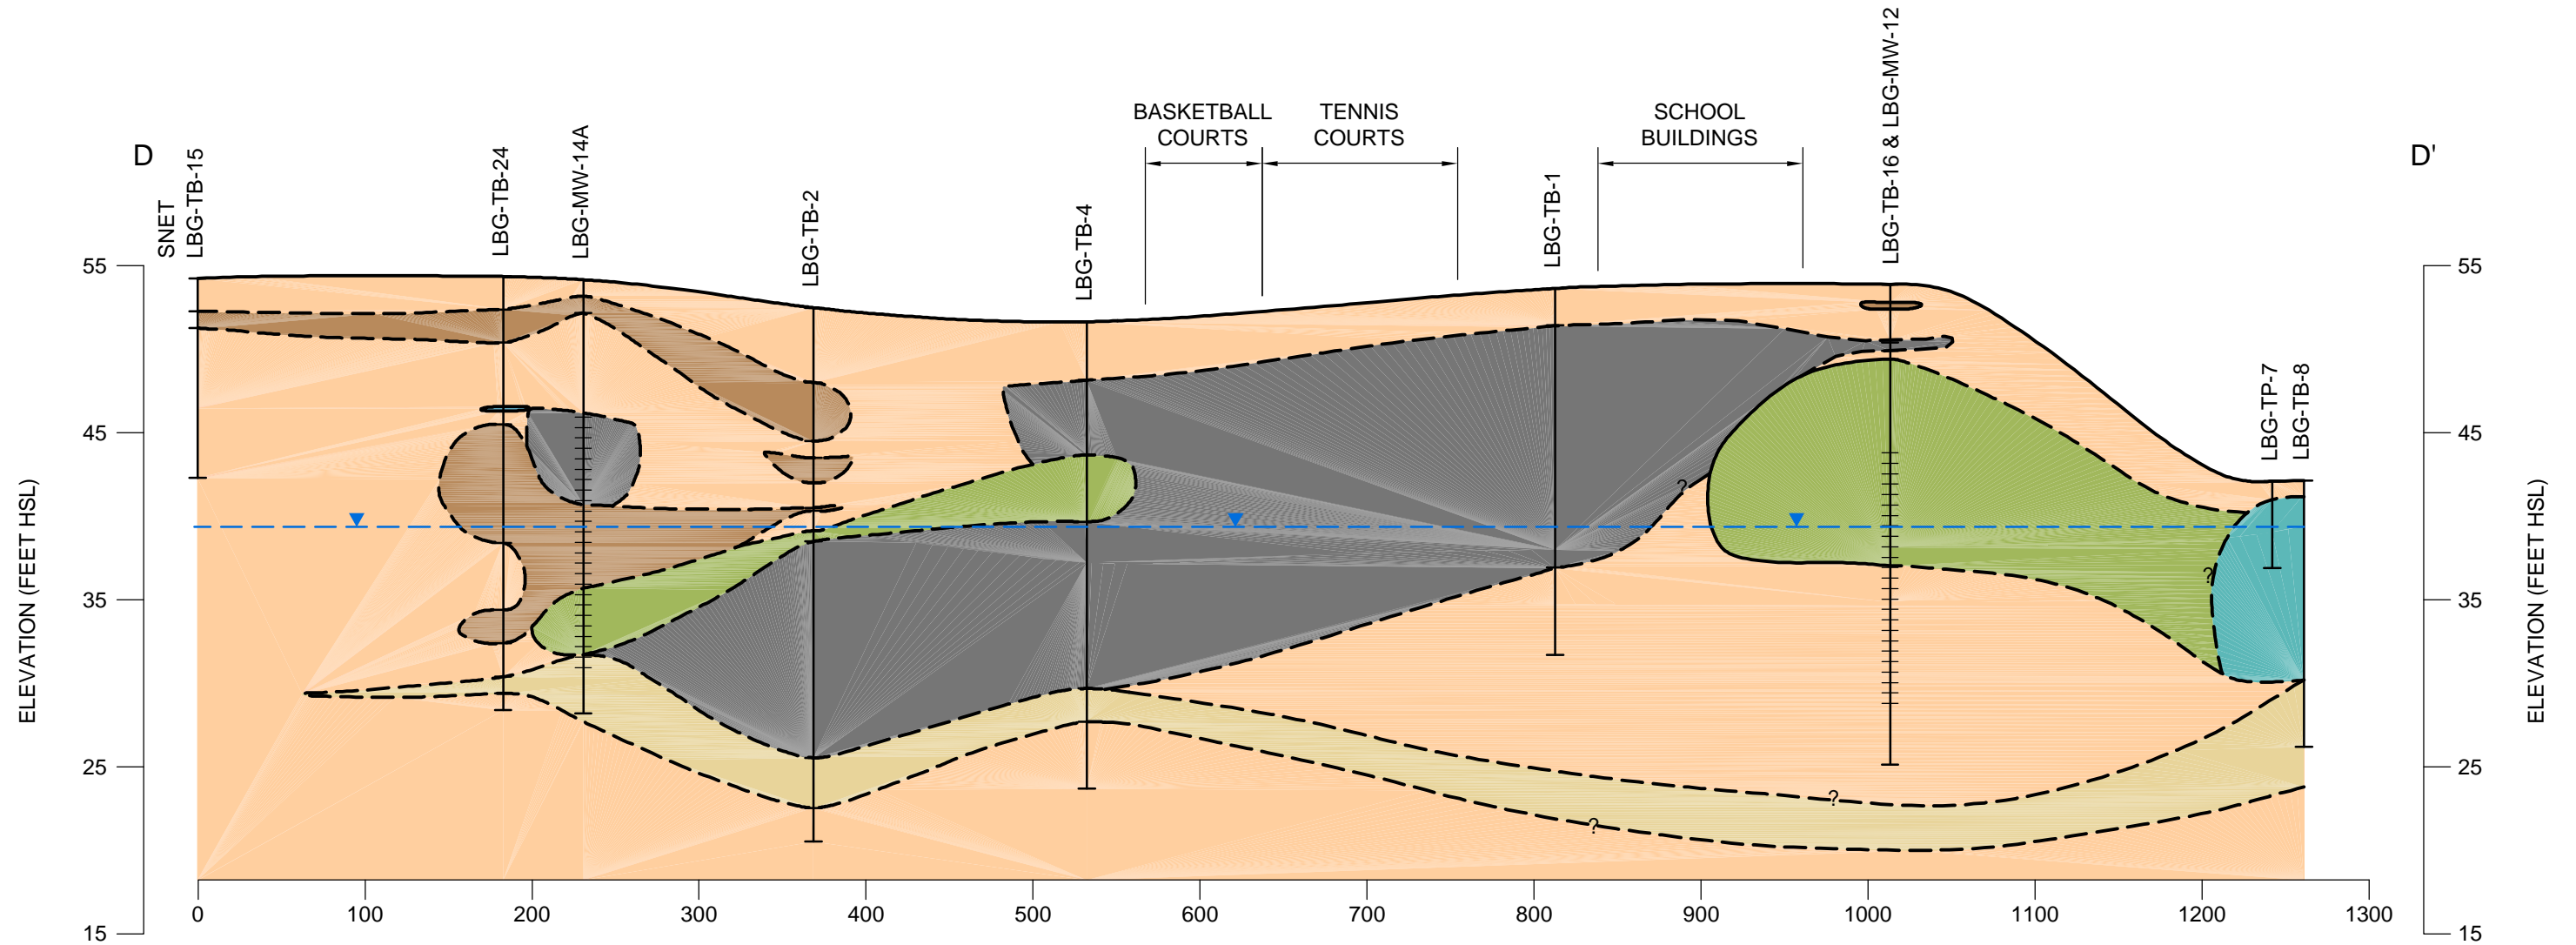 LBG-TB-16 & LBG-MW-12
BASKETBALL
COURTS
TENNIS
COURTS
SCHOOL
BUILDINGS
D
D'
SNET
LBG-TB-15
LBG-TB-24
LBG-MW-14A
LBG-TB-2
LBG-TB-4
LBG-TB-1
LBG-TP-7
LBG-TB-8
55
45
35
25
15
ELEVATION (FEET HSL)
?
?
?
?
55
45
35
25
15
ELEVATION (FEET HSL)
0 100 200 300 400 500 600 700 800 900 1000 1100 1200 1300